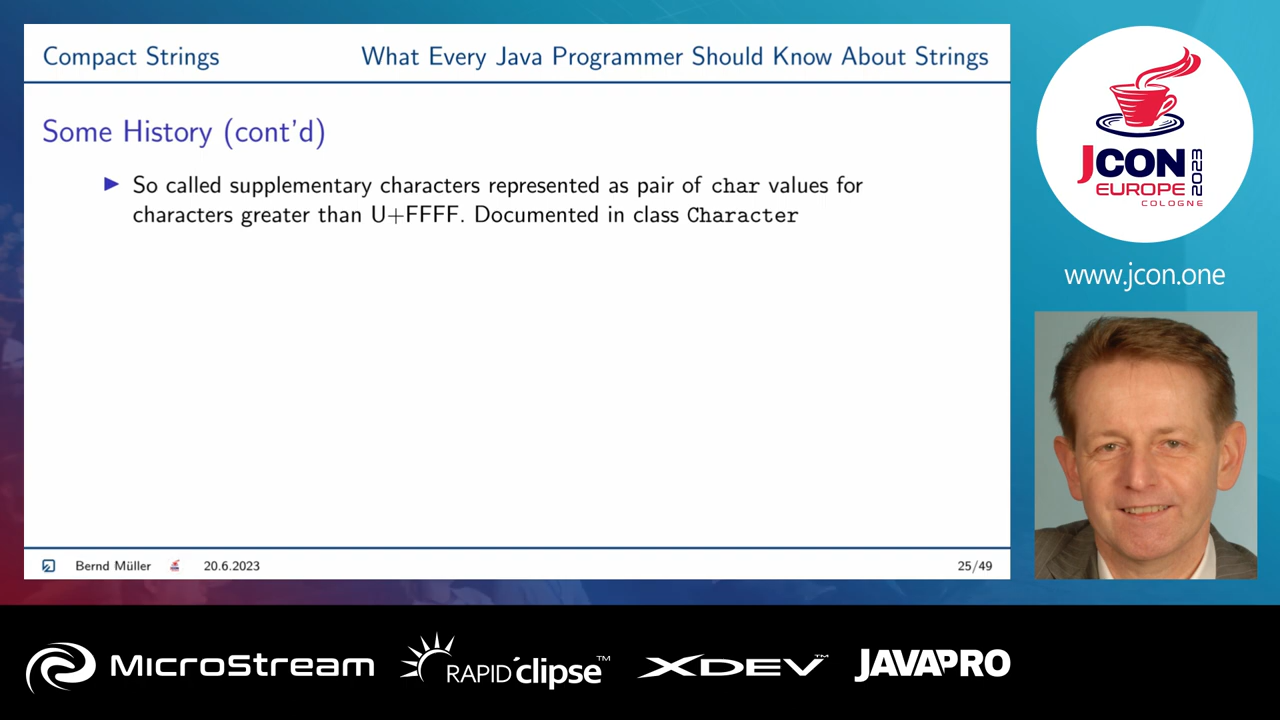 Compact Strings
What Every Java Programmer Should Know About Strings
Some History (cont'd)
So called supplementary characters represented as pair of char values for
characters greater than U+FFFF. Documented in class Character
Bernd Müller
20.6.2023
25/49
JCON
2023
EUROPE
COLOGNE
www.jcon.one
MICROSTREAM
RAPIDclipse™
XDEV™
JAVAPRO